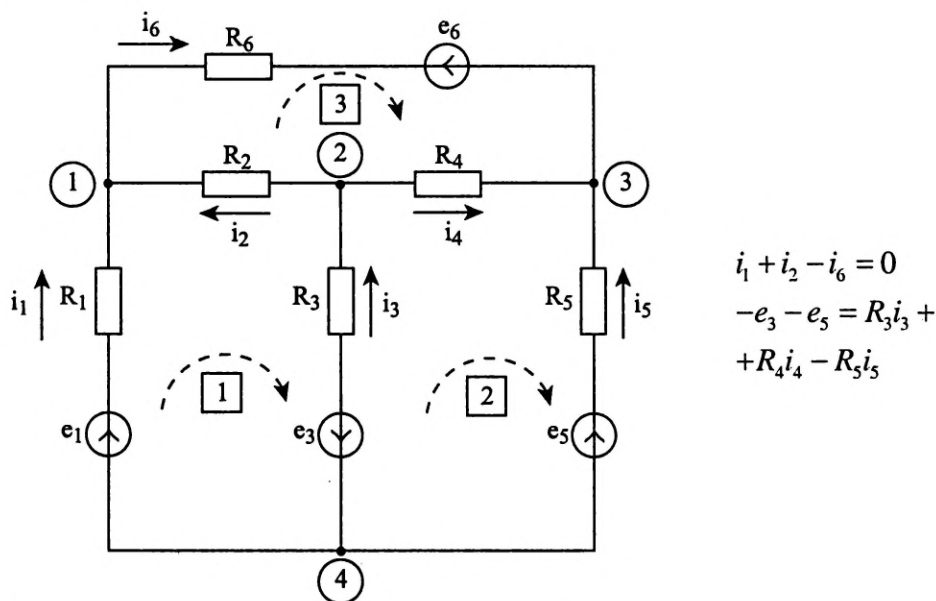 i6
R6
e6
3
2
1
R2
R4
3
i2
i4
i1
R1
R3
i3
R5
i5
1
2
e1
e3
e5
4
i1 + i2 − i6 = 0
−e3 − e5 = R3i3 +
+R4i4 − R5i5